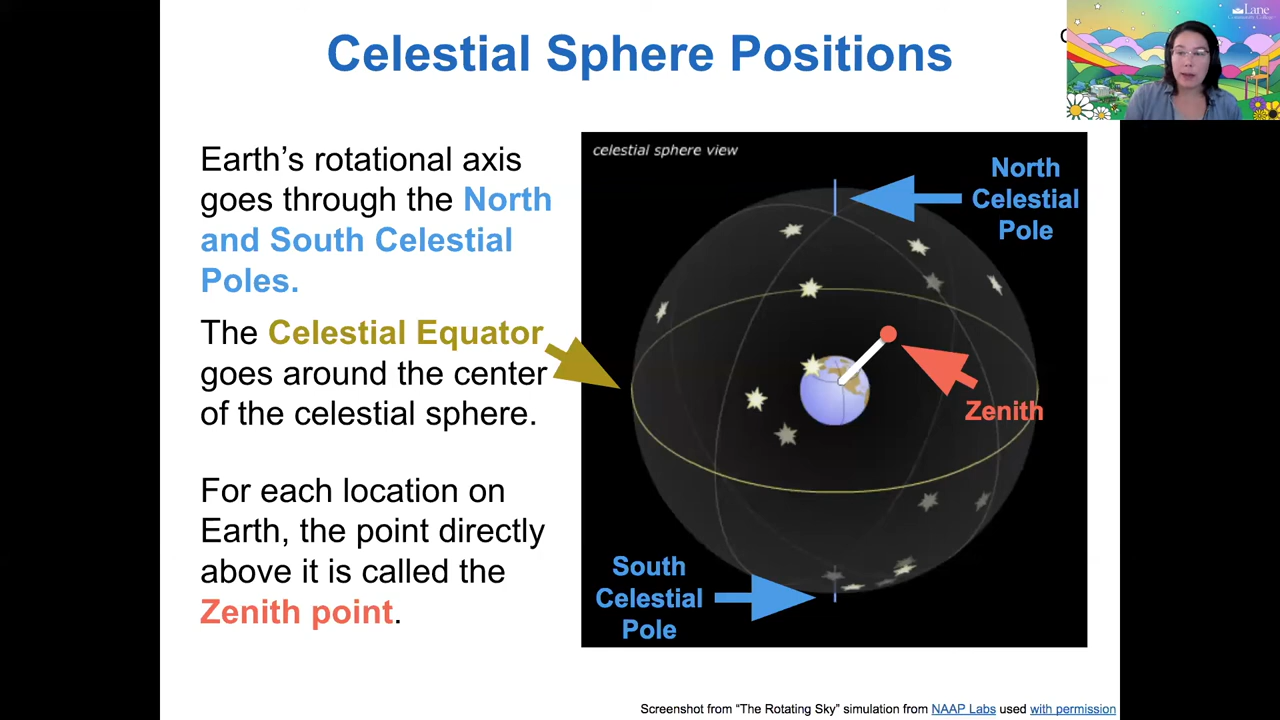 Celestial Sphere Positions
Lane
Community College
Earth's rotational axis
goes through the North
and South Celestial
Poles.
The Celestial Equator
goes around the center
of the celestial sphere.
For each location on
Earth, the point directly
above it is called the
Zenith point.
celestial sphere view
North
Celestial
Pole
Zenith
South
Celestial
Pole
Screenshot from “The Rotating Sky” simulation from NAAP Labs used with permission